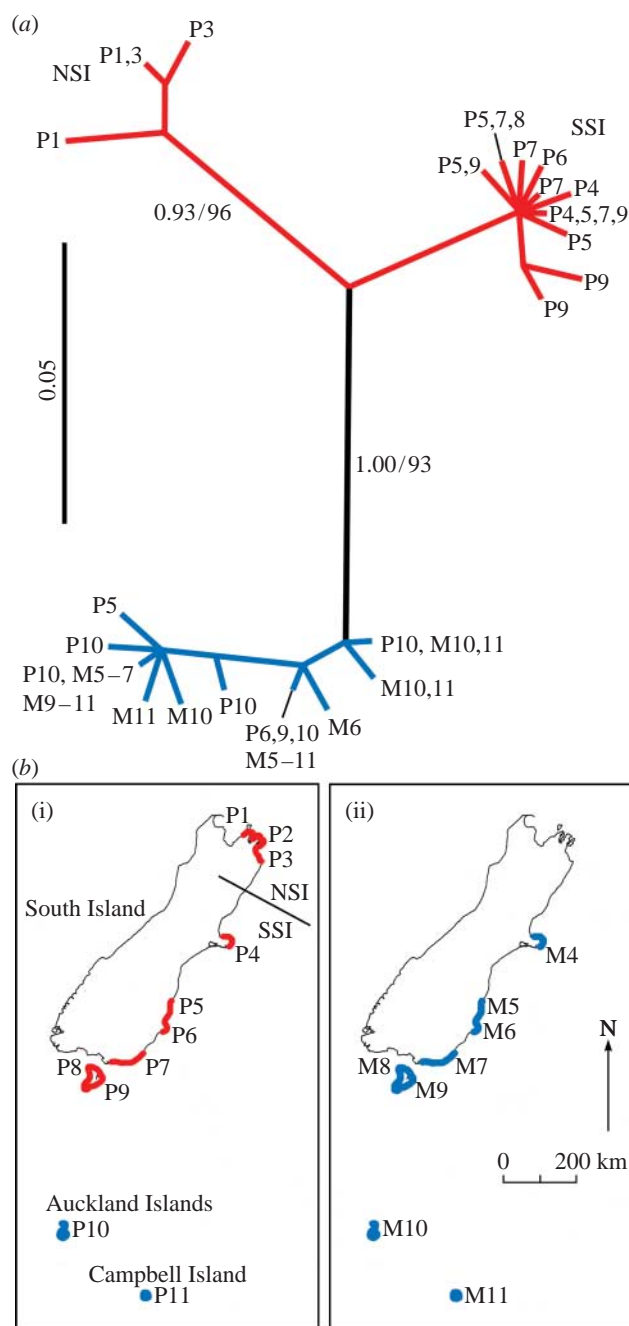 (a)
P3
P1,3
NSI
P1
P5,7,8
SSI
P7
P6
P5,9
P7
P4
P4,5,7,9
P5
P9
P9
0.93/96
0.05
1.00/93
P5
P10
P10, M5–7
M9–11
M11
M10
P10
P6,9,10
M5–11
M6
P10, M10,11
M10,11
(b)
(i)
P1
P2
P3
South Island
NSI
SSI
P4
P5
P6
P7
P8
P9
Auckland Islands
P10
Campbell Island
P11
(ii)
M4
M5
M6
M7
M8
M9
N
0 200 km
M10
M11